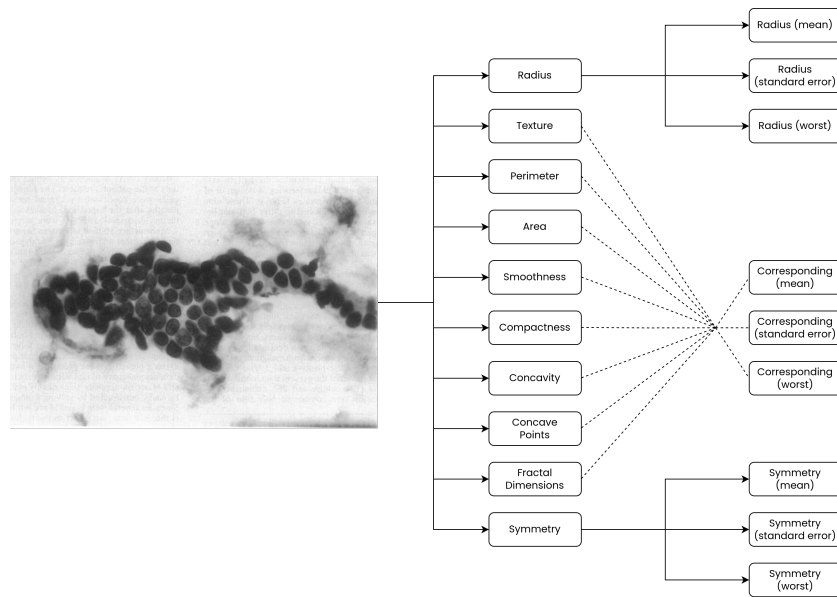 Radius (mean)
Radius
(standard error)
Radius (worst)
Radius
Texture
Perimeter
Area
Smoothness
Compactness
Concavity
Concave
Points
Fractal
Dimensions
Symmetry
Corresponding
(mean)
Corresponding
(standard error)
Corresponding
(worst)
Symmetry
(mean)
Symmetry
(standard error)
Symmetry
(worst)